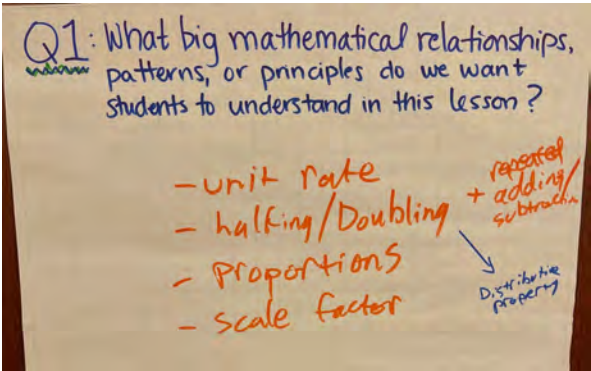 Q1: What big mathematical relationships,
patterns, or principles do we want
students to understand in this lesson?
- unit rate
- halfing/Doubling + repeated adding/subtraction
- proportions
- scale factor
Distributive
property